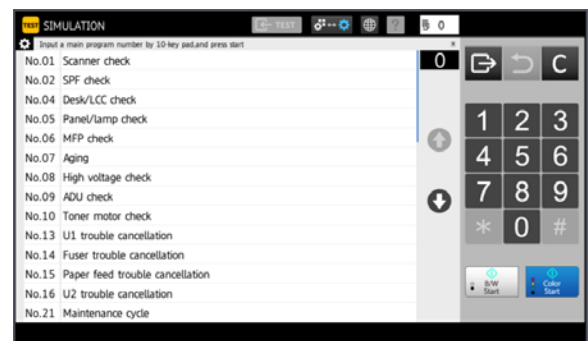 TEST SIMULATION TEST ? 0
Input a main program number by 10-key pad,and press start
0
No.01 Scanner check
No.02 SPF check
No.04 Desk/LCC check
No.05 Panel/lamp check
No.06 MFP check
No.07 Aging
No.08 High voltage check
No.09 ADU check
No.10 Toner motor check
No.13 U1 trouble cancellation
No.14 Fuser trouble cancellation
No.15 Paper feed trouble cancellation
No.16 U2 trouble cancellation
No.21 Maintenance cycle
C
1 2 3
4 5 6
7 8 9
* 0 #
B/W
Start
Color
Start